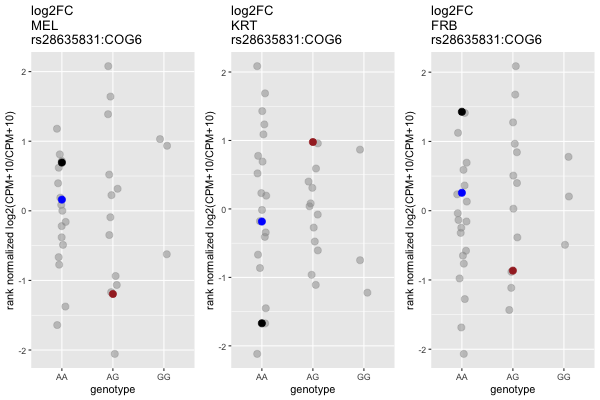 log2FC
MEL
rs28635831:COG6
rank normalized log2(CPM+10/CPM+10)
2
1
0
-1
-2
AA
AG
GG
genotype
log2FC
KRT
rs28635831:COG6
rank normalized log2(CPM+10/CPM+10)
2
1
0
-1
-2
AA
AG
GG
genotype
log2FC
FRB
rs28635831:COG6
rank normalized log2(CPM+10/CPM+10)
2
1
0
-1
-2
AA
AG
GG
genotype